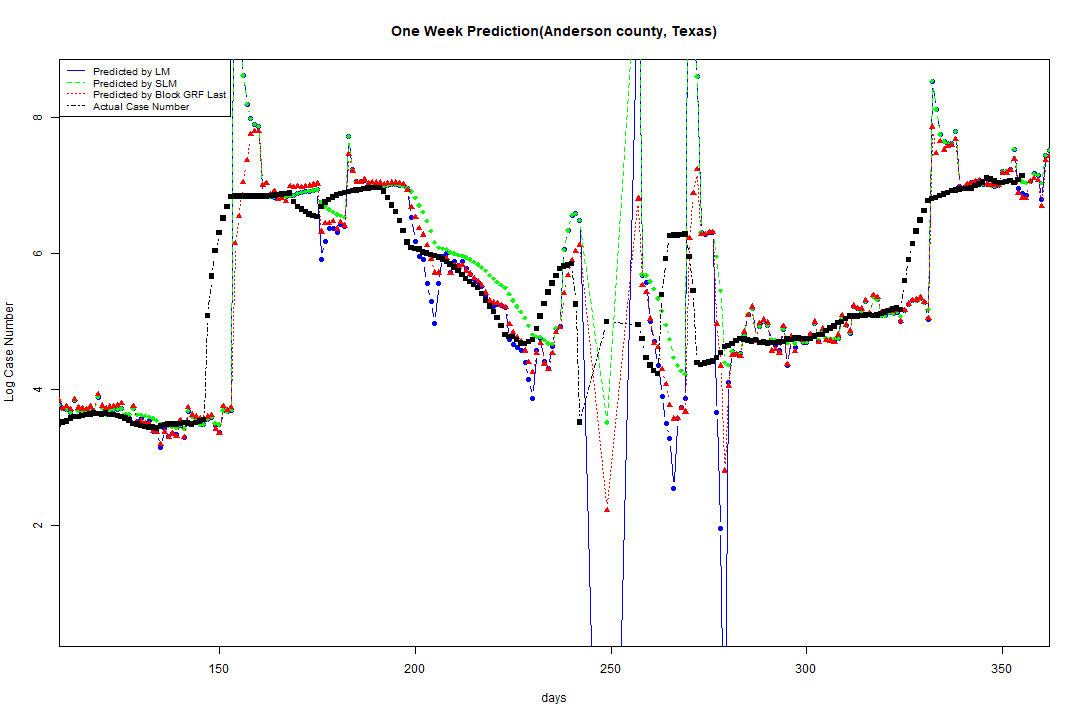 One Week Prediction(Anderson county, Texas)
Predicted by LM
Predicted by SLM
Predicted by Block GRF Last
Actual Case Number
8
6
4
2
Log Case Number
150 200 250 300 350
days